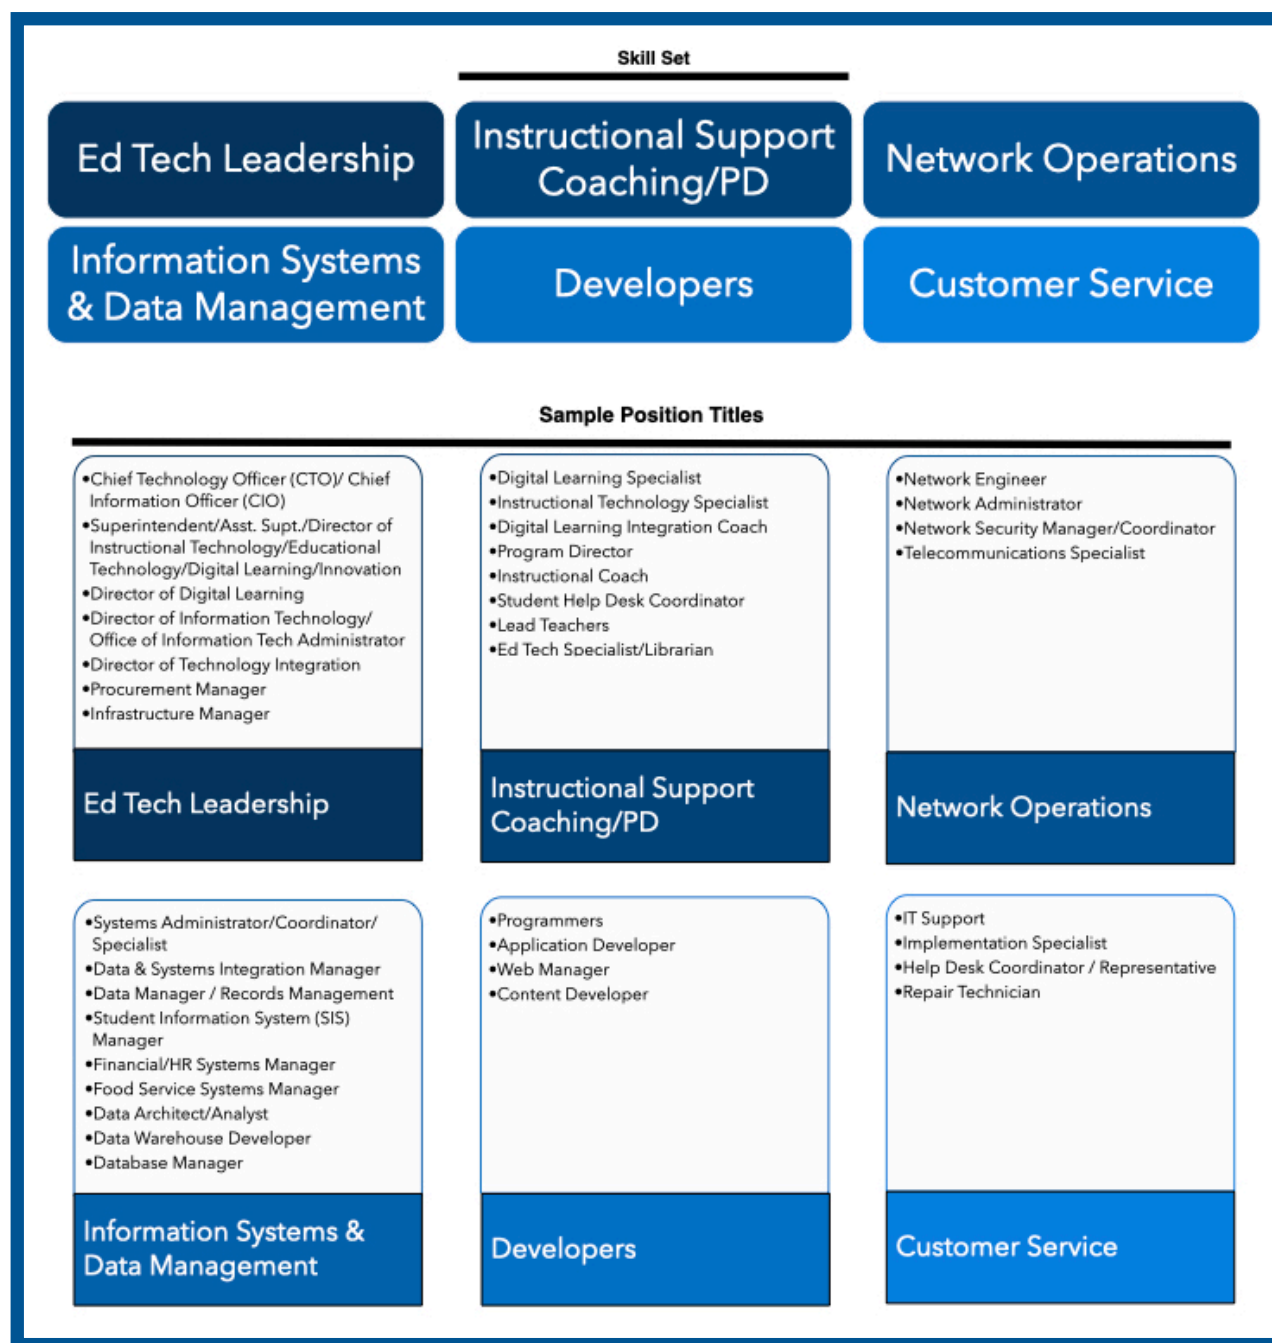 Skill Set
Ed Tech Leadership
Instructional Support
Coaching/PD
Network Operations
Information Systems
& Data Management
Developers
Customer Service
Sample Position Titles
•Chief Technology Officer (CTO)/ Chief
Information Officer (CIO)
•Superintendent/Asst. Supt./Director of
Instructional Technology/Educational
Technology/Digital Learning/Innovation
•Director of Digital Learning
•Director of Information Technology/
Office of Information Tech Administrator
•Director of Technology Integration
•Procurement Manager
•Infrastructure Manager
Ed Tech Leadership
•Digital Learning Specialist
•Instructional Technology Specialist
•Digital Learning Integration Coach
•Program Director
•Instructional Coach
•Student Help Desk Coordinator
•Lead Teachers
•Ed Tech Specialist/Librarian
Instructional Support
Coaching/PD
•Network Engineer
•Network Administrator
•Network Security Manager/Coordinator
•Telecommunications Specialist
Network Operations
•Systems Administrator/Coordinator/
Specialist
•Data & Systems Integration Manager
•Data Manager / Records Management
•Student Information System (SIS)
Manager
•Financial/HR Systems Manager
•Food Service Systems Manager
•Data Architect/Analyst
•Data Warehouse Developer
•Database Manager
Information Systems &
Data Management
•Programmers
•Application Developer
•Web Manager
•Content Developer
Developers
•IT Support
•Implementation Specialist
•Help Desk Coordinator / Representative
•Repair Technician
Customer Service